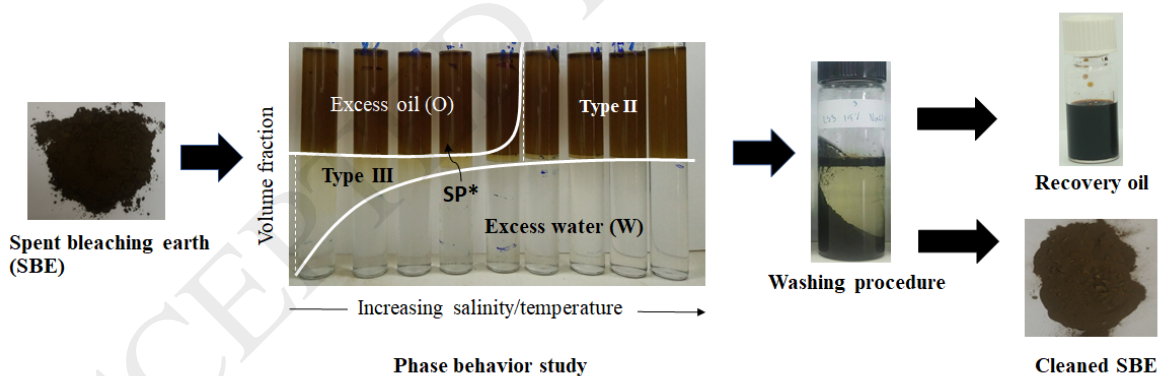 Spent bleaching earth
(SBE)
Volume fraction
Excess oil (O)
Type II
Type III
SP*
Excess water (W)
Increasing salinity/temperature
Phase behavior study
3
Washing procedure
Recovery oil
Cleaned SBE